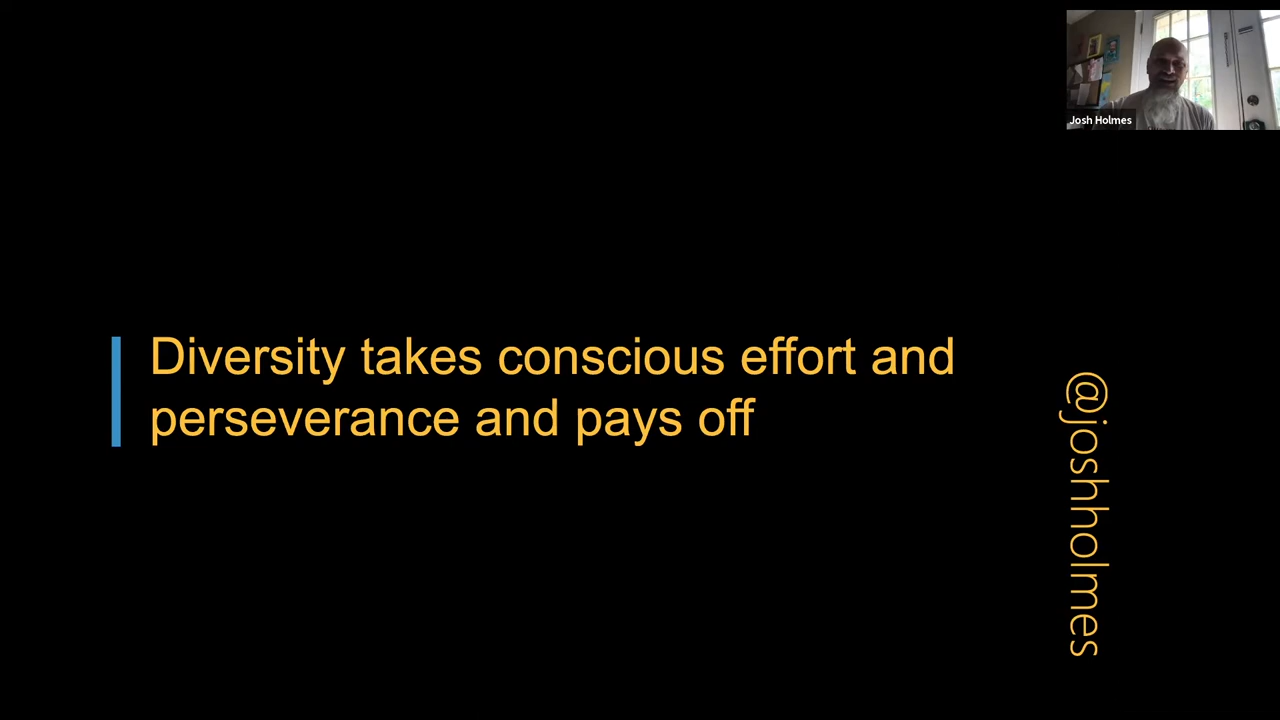 Josh Holmes
Diversity takes conscious effort and
perseverance and pays off
@joshholmes